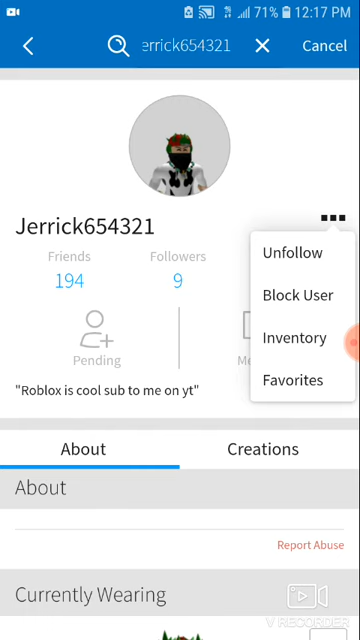 71% 12:17 PM
jerrick654321 Cancel
Jerrick654321
Friends Followers
194 9
Unfollow
Block User
Inventory
Favorites
Pending Me
"Roblox is cool sub to me on yt"
About Creations
About
Report Abuse
Currently Wearing
V RECORDER